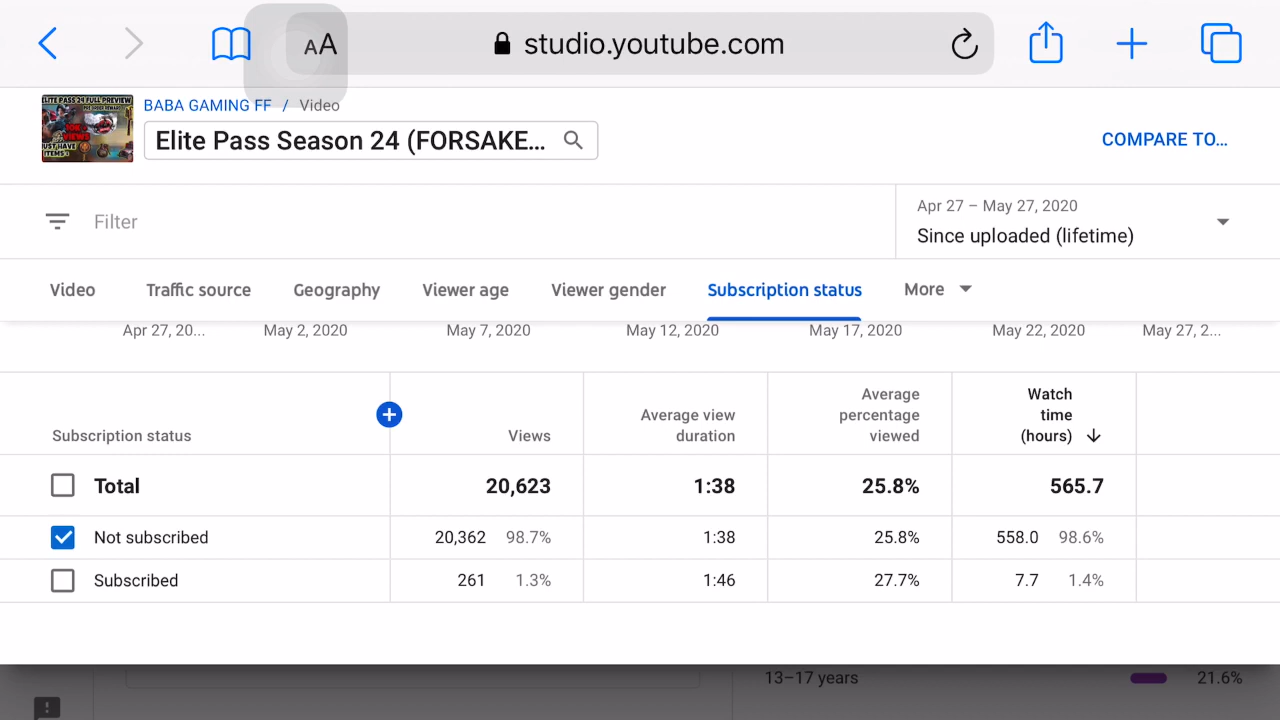 AA
studio.youtube.com
ELITE PASS 24 FULL PREVIEW
BABA GAMING FF / Video
Elite Pass Season 24 (FORSAKE...
COMPARE TO...
Filter
Apr 27 – May 27, 2020
Since uploaded (lifetime)
Video Traffic source Geography Viewer age Viewer gender Subscription status More
Apr 27, 20... May 2, 2020 May 7, 2020 May 12, 2020 May 17, 2020 May 22, 2020 May 27, 2...
Subscription status Views Average view duration Average percentage viewed Watch time (hours)
Total 20,623 1:38 25.8% 565.7
Not subscribed 20,362 98.7% 1:38 25.8% 558.0 98.6%
Subscribed 261 1.3% 1:46 27.7% 7.7 1.4%
13–17 years 21.6%